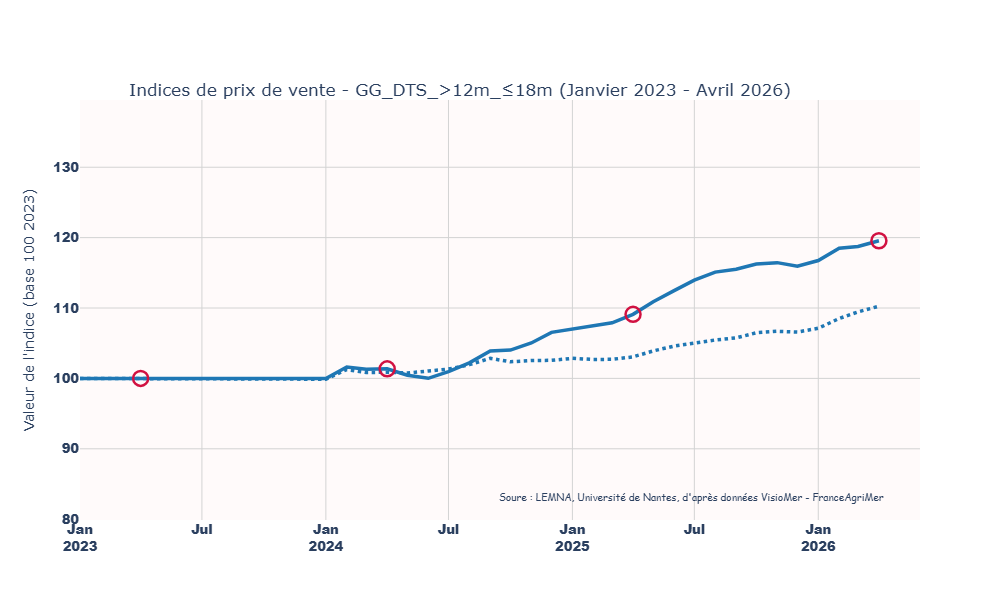 Indices de prix de vente - GG_DTS_>12m_≤18m (Janvier 2023 - Avril 2026)
Valeur de l'indice (base 100 2023)
130
120
110
100
90
80
Soure : LEMNA, Université de Nantes, d'après données VisioMer - FranceAgriMer
Jan
2023
Jul
Jan
2024
Jul
Jan
2025
Jul
Jan
2026